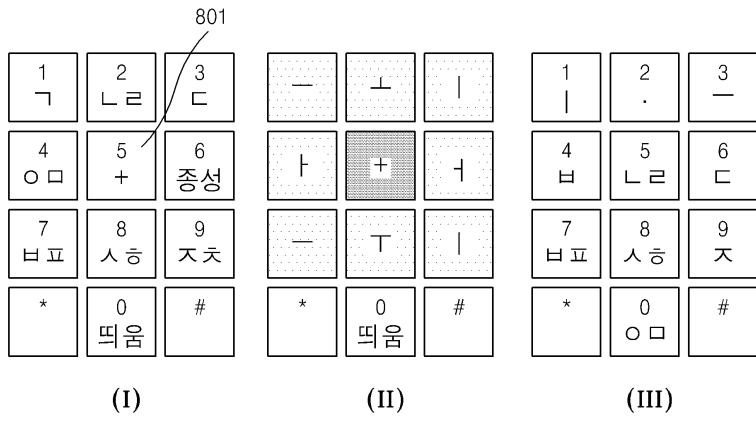 801
1 2 3
ㄱ ㄴㄹ ㄷ
4 5 6
ㅇㅁ + 종성
7 8 9
ㅂㅍ ㅅㅎ ㅈㅊ
* 0 #
띄움
(I)
ㅡ ㅗ ㅣ
ㅏ + ㅓ
ㅡ ㅜ ㅣ
* 0 #
띄움
(II)
1 2 3
ㅣ · ㅡ
4 5 6
ㅂ ㄴㄹ ㄷ
7 8 9
ㅂㅍ ㅅㅎ ㅈ
* 0 #
ㅇㅁ
(III)